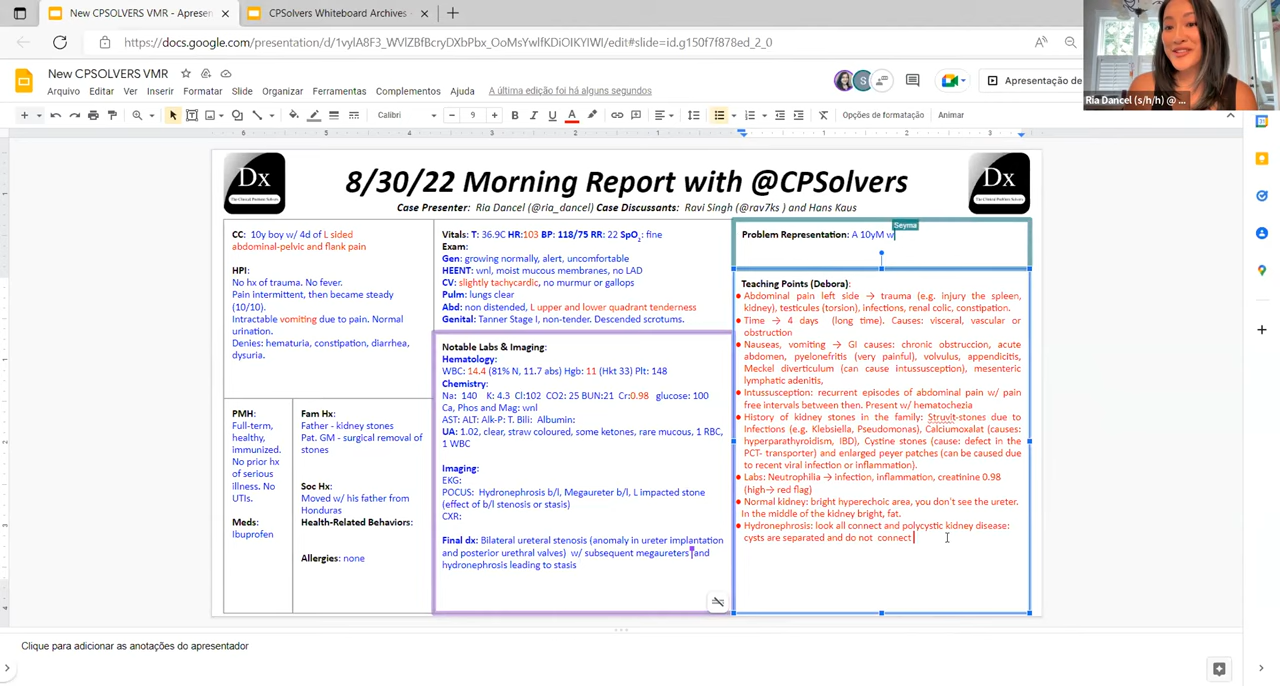 New CPSOLVERS VMR - Apresen
CPSolvers Whiteboard Archives
https://docs.google.com/presentation/d/1vylA8F3_WVlZBfBcryDXbPbx_OoMsYwlfKDiOIKYIWI/edit#slide=id.g150f7f878ed_2_0
New CPSOLVERS VMR
Arquivo Editar Ver Inserir Formatar Slide Organizar Ferramentas Complementos Ajuda A última edição foi há alguns segundos
S
Apresentação de
Ria Dancel (s/h/h) @ ...
Calibri 9 B I U A Opções de formatação Animar
Dx
The Clinical Problem Solvers
8/30/22 Morning Report with @CPSolvers
Case Presenter: Ria Dancel (@ria_dancel) Case Discussants: Ravi Singh (@rav7ks ) and Hans Kaus
Dx
The Clinical Problem Solvers
CC: 10y boy w/ 4d of L sided
abdominal-pelvic and flank pain
HPI:
No hx of trauma. No fever.
Pain intermittent, then became steady
(10/10).
Intractable vomiting due to pain. Normal
urination.
Denies: hematuria, constipation, diarrhea,
dysuria.
PMH:
Full-term,
healthy,
immunized.
No prior hx
of serious
illness. No
UTIs.
Meds:
Ibuprofen
Fam Hx:
Father - kidney stones
Pat. GM - surgical removal of
stones
Soc Hx:
Moved w/ his father from
Honduras
Health-Related Behaviors:
Allergies: none
Vitals: T: 36.9C HR:103 BP: 118/75 RR: 22 SpO2: fine
Exam:
Gen: growing normally, alert, uncomfortable
HEENT: wnl, moist mucous membranes, no LAD
CV: slightly tachycardic, no murmur or gallops
Pulm: lungs clear
Abd: non distended, L upper and lower quadrant tenderness
Genital: Tanner Stage I, non-tender. Descended scrotums.
Notable Labs & Imaging:
Hematology:
WBC: 14.4 (81% N, 11.7 abs) Hgb: 11 (Hkt 33) Plt: 148
Chemistry:
Na: 140 K: 4.3 Cl:102 CO2: 25 BUN:21 Cr:0.98 glucose: 100
Ca, Phos and Mag: wnl
AST: ALT: Alk-P: T. Bili: Albumin:
UA: 1.02, clear, straw coloured, some ketones, rare mucous, 1 RBC,
1 WBC
Imaging:
EKG:
POCUS: Hydronephrosis b/l, Megaureter b/l, L impacted stone
(effect of b/l stenosis or stasis)
CXR:
Final dx: Bilateral ureteral stenosis (anomaly in ureter implantation
and posterior urethral valves) w/ subsequent megaureters and
hydronephrosis leading to stasis
Seyma
Problem Representation: A 10yM w
Teaching Points (Debora):
● Abdominal pain left side → trauma (e.g. injury the spleen,
kidney), testicles (torsion), infections, renal colic, constipation.
● Time → 4 days (long time). Causes: visceral, vascular or
obstruction
● Nauseas, vomiting → GI causes: chronic obstruccion, acute
abdomen, pyelonefritis (very painful), volvulus, appendicitis,
Meckel diverticulum (can cause intussusception), mesenteric
lymphatic adenitis,
● Intussusception: recurrent episodes of abdominal pain w/ pain
free intervals between then. Present w/ hematochezia
● History of kidney stones in the family: Struvit-stones due to
Infections (e.g. Klebsiella, Pseudomonas), Calciumoxalat (causes:
hyperparathyroidism, IBD), Cystine stones (cause: defect in the
PCT- transporter) and enlarged peyer patches (can be caused due
to recent viral infection or inflammation).
● Labs: Neutrophilia → infection, inflammation, creatinine 0.98
(high→ red flag)
● Normal kidney: bright hyperechoic area, you don't see the ureter.
In the middle of the kidney bright, fat.
● Hydronephrosis: look all connect and polycystic kidney disease:
cysts are separated and do not connect
Clique para adicionar as anotações do apresentador